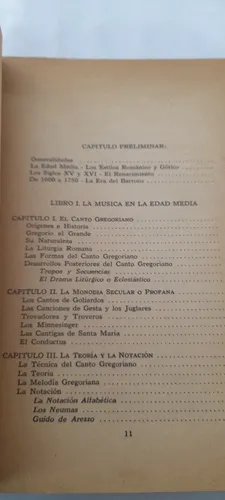 CAPITULO PRELIMINAR:
Generalidades
La Edad Media - Los Estilos Románico y Gótico
Los Siglos XV y XVI - El Renacimiento
De 1600 a 1750 - La Era del Barroco
LIBRO I. LA MUSICA EN LA EDAD MEDIA
CAPITULO I. EL CANTO GREGORIANO
Orígenes e Historia
Gregorio el Grande
Su Naturaleza
La Liturgia Romana
Las Formas del Canto Gregoriano
Desarrollos Posteriores del Canto Gregoriano
Tropos y Secuencias
El Drama Litúrgico o Eclesiástico
CAPITULO II. LA MONODIA SECULAR O PROFANA
Los Cantos de Goliardos
Las Canciones de Gesta y los Juglares
Trovadores y Troveros
Los Minnesinger
Las Cantigas de Santa María
El Conductus
CAPITULO III. LA TEORÍA Y LA NOTACIÓN
La Técnica del Canto Gregoriano
La Teoría
La Melodía Gregoriana
La Notación
La Notación Alfabética
Los Neumas
Guido de Arezzo
11